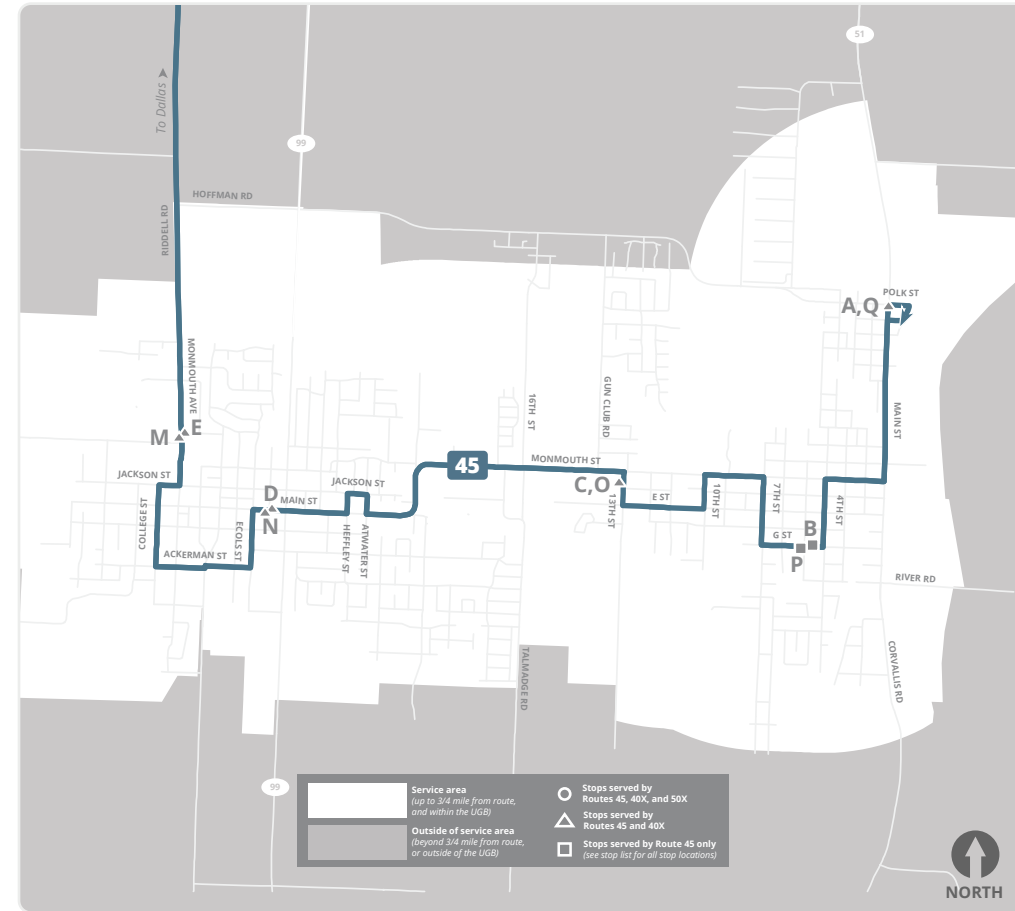 51
To Dallas
99
HOFFMAN RD
RIDDELL RD
POLK ST
A,Q
MONMOUTH AVE
MAIN ST
16TH ST
GUN CLUB RD
M
E
45
MONMOUTH ST
JACKSON ST
JACKSON ST
C,O
D
MAIN ST
N
E ST
13TH ST
10TH ST
7TH ST
4TH ST
COLLEGE ST
ECOLS ST
HEFFLEY ST
ATWATER ST
G ST
B
P
ACKERMAN ST
RIVER RD
TALMADGE RD
CORVALLIS RD
99
Service area
(up to 3/4 mile from route,
and within the UGB)
Outside of service area
(beyond 3/4 mile from route,
or outside of the UGB)
Stops served by
Routes 45, 40X, and 50X
Stops served by
Routes 45 and 40X
Stops served by Route 45 only
(see stop list for all stop locations)
NORTH